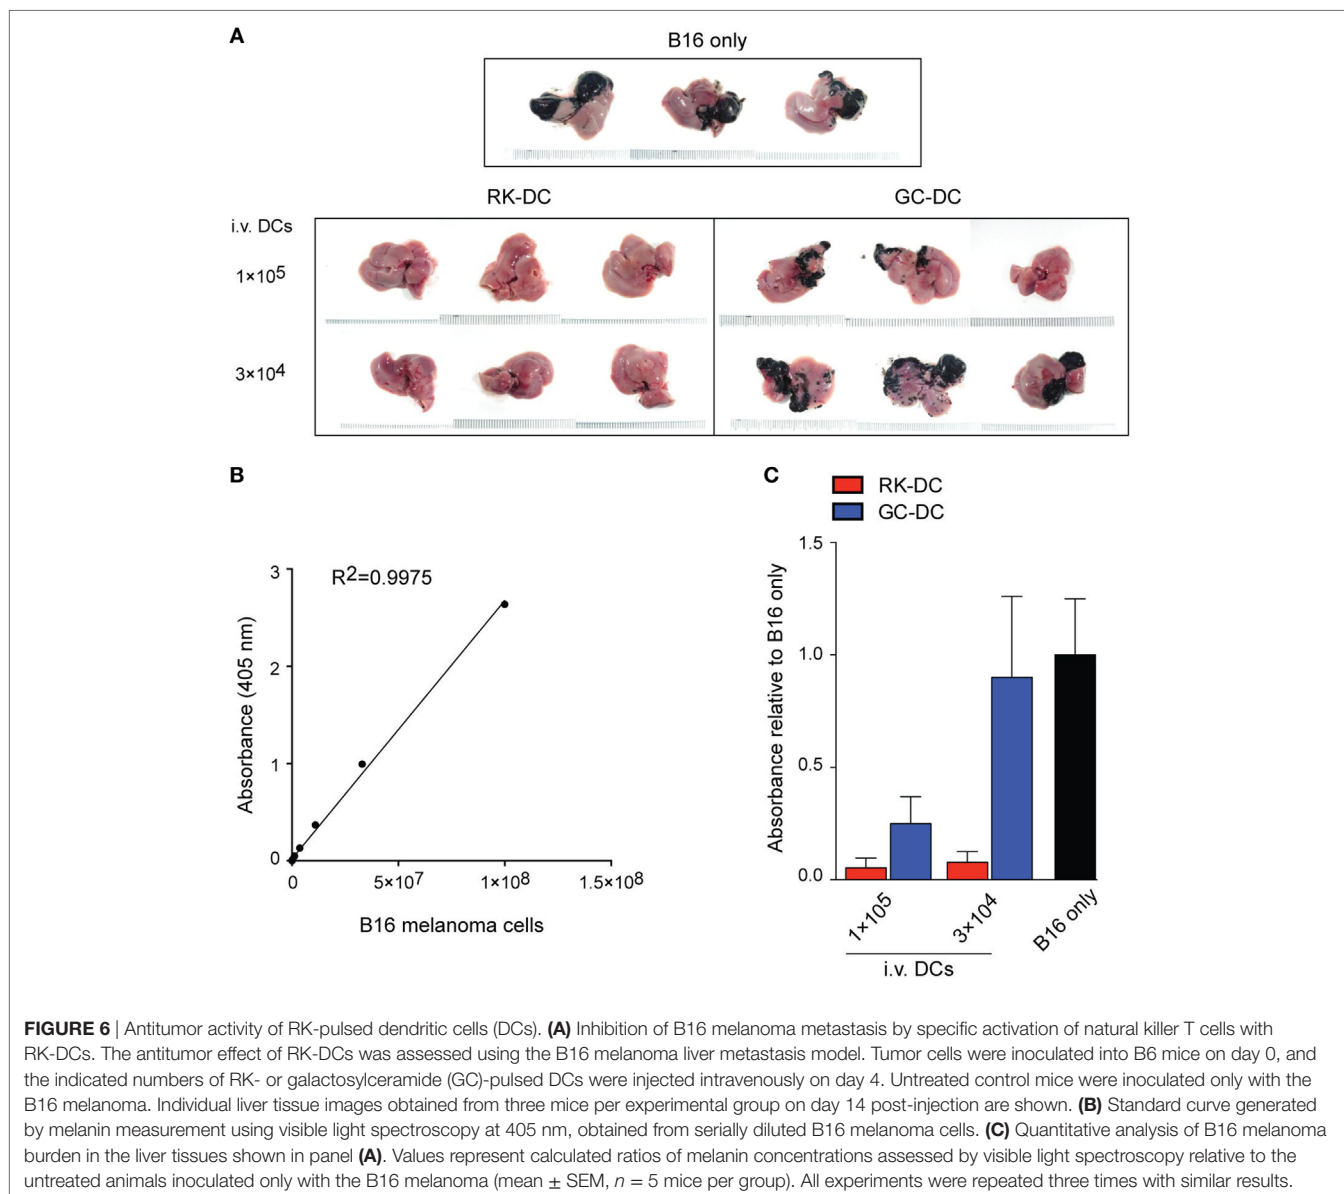 A
B16 only
RK-DC
GC-DC
i.v. DCs
1×10⁵
3×10⁴
B
R²=0.9975
3
2
1
0
Absorbance (405 nm)
0
5×10⁷
1×10⁸
1.5×10⁸
B16 melanoma cells
C
RK-DC
GC-DC
1.5
1.0
0.5
0.0
Absorbance relative to B16 only
1×10⁵
3×10⁴
B16 only
i.v. DCs
FIGURE 6 | Antitumor activity of RK-pulsed dendritic cells (DCs). (A) Inhibition of B16 melanoma metastasis by specific activation of natural killer T cells with
RK-DCs. The antitumor effect of RK-DCs was assessed using the B16 melanoma liver metastasis model. Tumor cells were inoculated into B6 mice on day 0, and
the indicated numbers of RK- or galactosylceramide (GC)-pulsed DCs were injected intravenously on day 4. Untreated control mice were inoculated only with the
B16 melanoma. Individual liver tissue images obtained from three mice per experimental group on day 14 post-injection are shown. (B) Standard curve generated
by melanin measurement using visible light spectroscopy at 405 nm, obtained from serially diluted B16 melanoma cells. (C) Quantitative analysis of B16 melanoma
burden in the liver tissues shown in panel (A). Values represent calculated ratios of melanin concentrations assessed by visible light spectroscopy relative to the
untreated animals inoculated only with the B16 melanoma (mean ± SEM, n = 5 mice per group). All experiments were repeated three times with similar results.